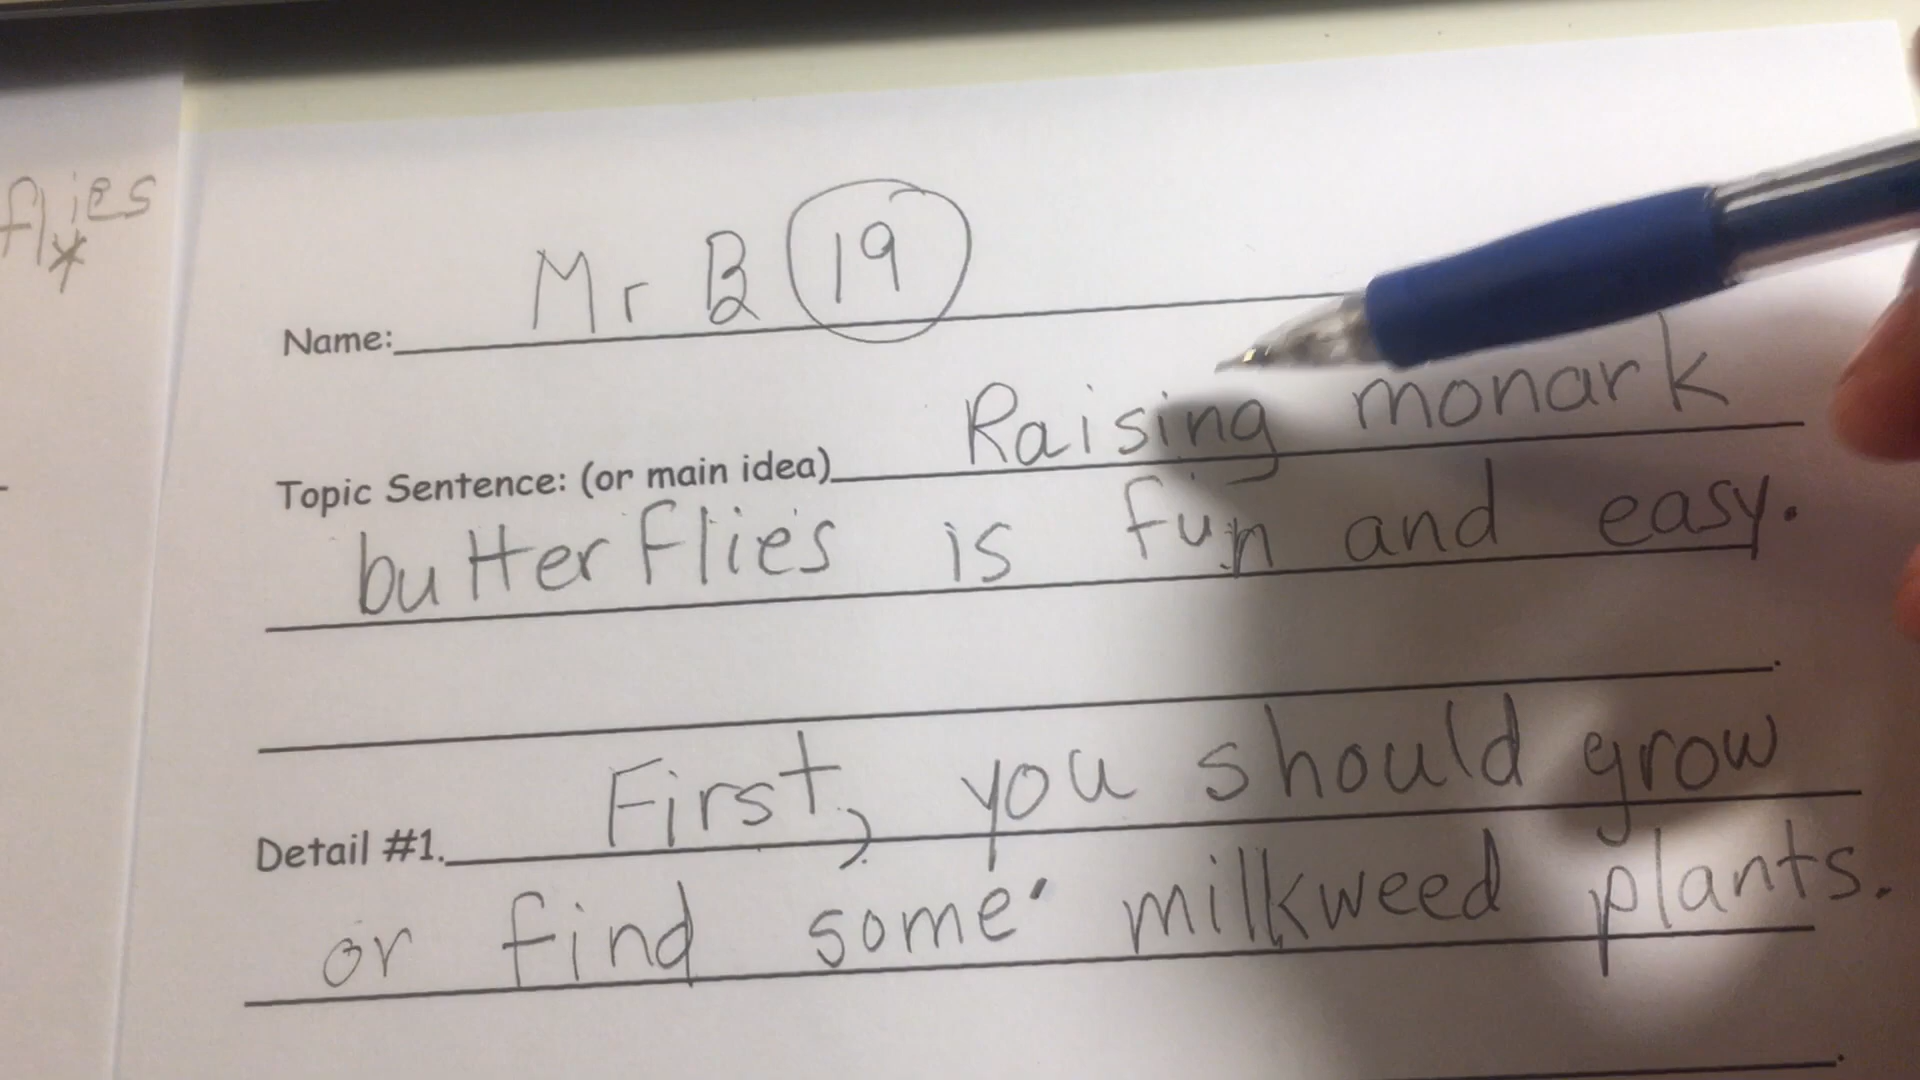 flies
Name: Mr B 19
Topic Sentence: (or main idea) Raising monark
butterflies is fun and easy.
Detail #1. First, you should grow
or find some milkweed plants.